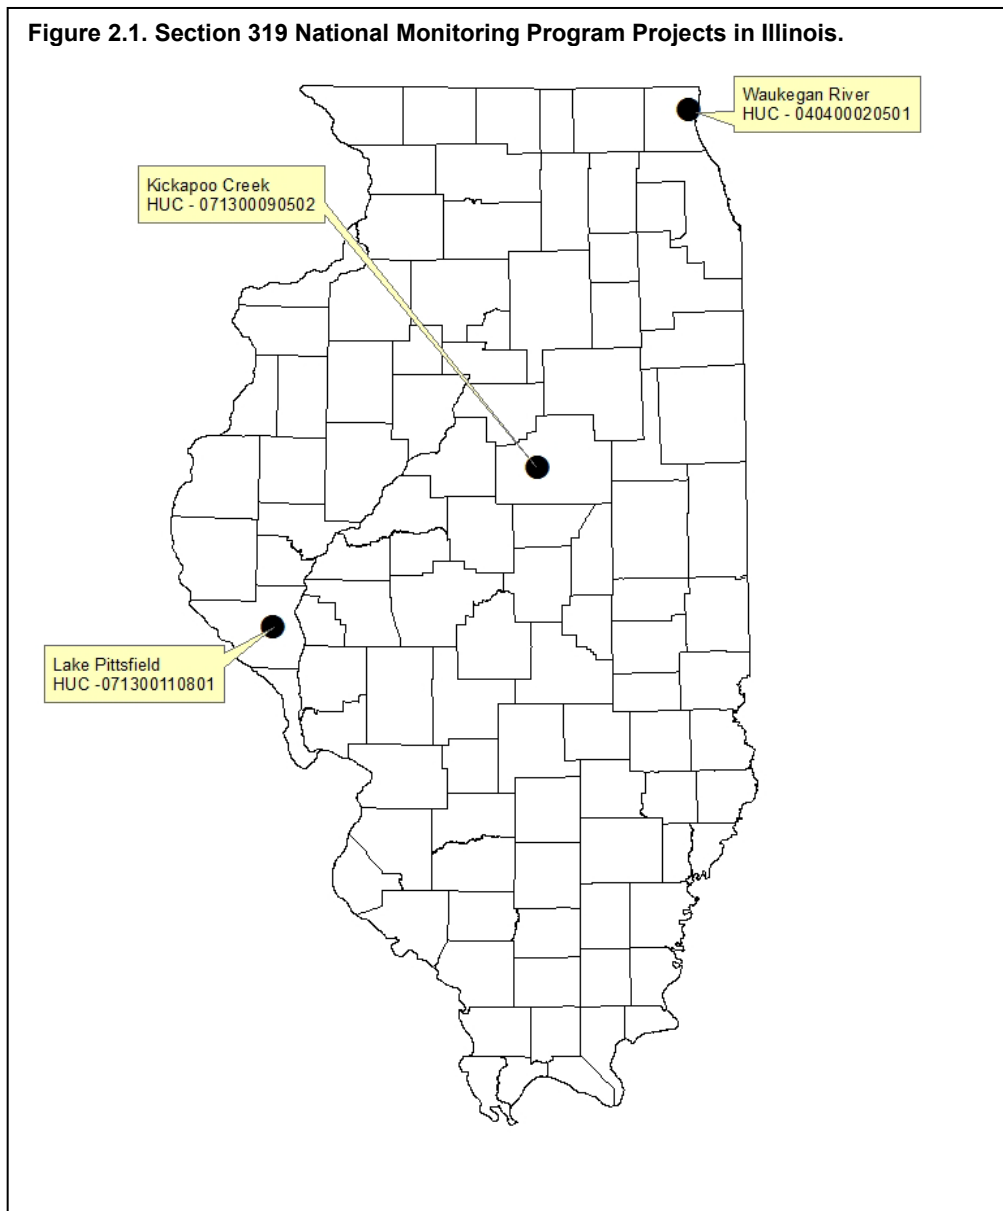 Figure 2.1. Section 319 National Monitoring Program Projects in Illinois.
Waukegan River
HUC - 040400020501
Kickapoo Creek
HUC - 071300090502
Lake Pittsfield
HUC -071300110801